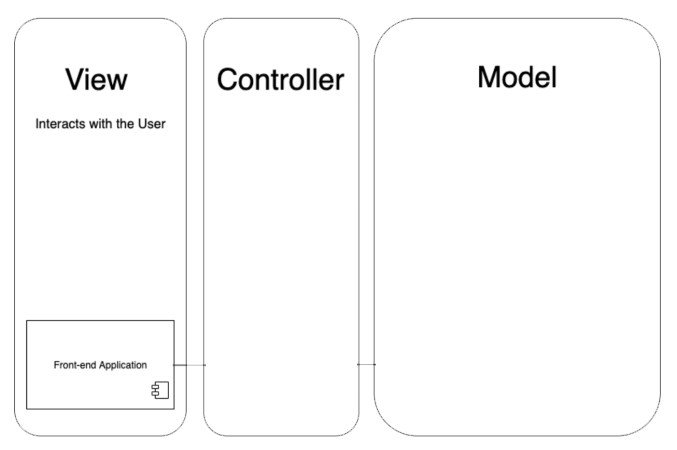 View
Interacts with the User
Front-end Application
Controller
Model